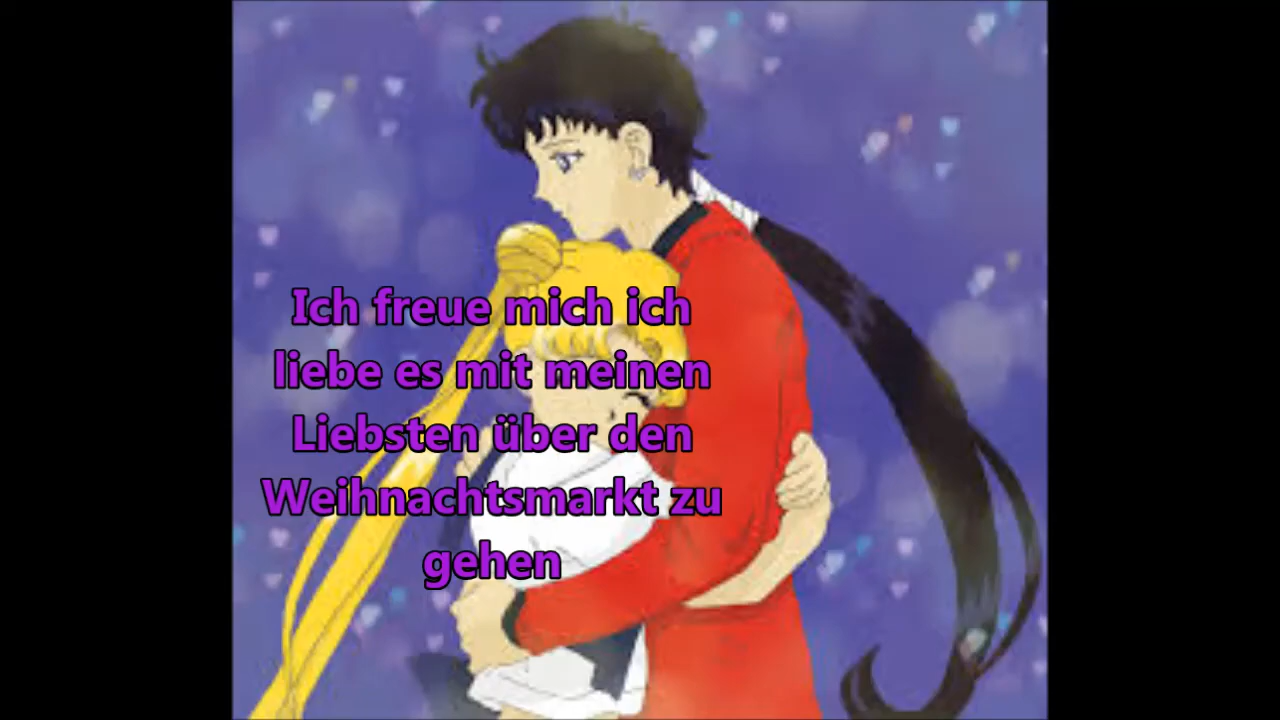 Ich freue mich ich
liebe es mit meinen
Liebsten über den
Weihnachtsmarkt zu
gehen